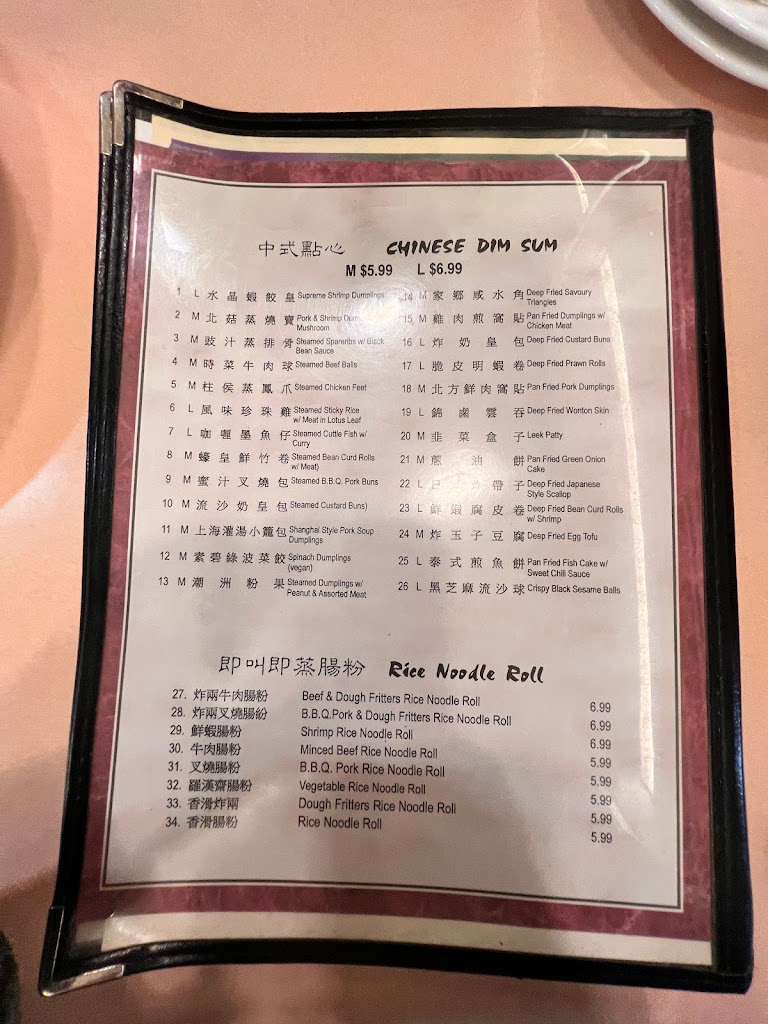 中式點心 CHINESE DIM SUM
M $5.99 L $6.99
1 L 水晶蝦餃皇 Supreme Shrimp Dumplings
2 M 北菇蒸燒賣 Pork & Shrimp
Mushroom
3 M 豉汁蒸排骨 Steamed Spareribs w/ Black
Bean Sauce
4 M 時菜牛肉球 Steamed Beef Balls
5 M 柱侯蒸鳳爪 Steamed Chicken Feet
6 L 風味珍珠雞 Steamed Sticky Rice
w/ Meat in Lotus Leaf
7 L 咖喱墨魚仔 Steamed Cuttle Fish w/
Curry
8 M 蠔皇鮮竹卷 Steamed Bean Curd Rolls
w/ Meat)
9 M 蜜汁叉燒包 Steamed B.B.Q. Pork Buns
10 M 流沙奶皇包 Steamed Custard Buns)
11 M 上海灌湯小籠包 Shanghai Style Pork Soup
Dumplings
12 M 素碧綠波菜餃 Spinach Dumplings
(vegan)
13 M 潮洲粉果 Steamed Dumplings w/
Peanut & Assorted Meat
14 M 家鄉咸水角 Deep Fried Savoury
Triangles
15 M 雞肉煎窩貼 Pan Fried Dumplings w/
Chicken Meat
16 L 炸奶皇包 Deep Fried Custard Buns
17 L 脆皮明蝦卷 Deep Fried Prawn Rolls
18 M 北方鮮肉窩貼 Pan Fried Pork Dumplings
19 L 錦鹵雲吞 Deep Fried Wonton Skin
20 M 韭菜盒子 Leek Patty
21 M 蔥油餅 Pan Fried Green Onion
Cake
22 L 日式炸帶子 Deep Fried Japanese
Style Scallop
23 L 鮮蝦腐皮卷 Deep Fried Bean Curd Rolls
w/ Shrimp
24 M 炸玉子豆腐 Deep Fried Egg Tofu
25 L 泰式煎魚餅 Pan Fried Fish Cake w/
Sweet Chili Sauce
26 L 黑芝麻流沙球 Crispy Black Sesame Balls
即叫即蒸腸粉 Rice Noodle Roll
27. 炸兩牛肉腸粉 Beef & Dough Fritters Rice Noodle Roll 6.99
28. 炸兩叉燒腸紛 B.B.Q.Pork & Dough Fritters Rice Noodle Roll 6.99
29. 鮮蝦腸粉 Shrimp Rice Noodle Roll 6.99
30. 牛肉腸粉 Minced Beef Rice Noodle Roll 5.99
31. 叉燒腸粉 B.B.Q. Pork Rice Noodle Roll 5.99
32. 羅漢齋腸粉 Vegetable Rice Noodle Roll 5.99
33. 香滑炸兩 Dough Fritters Rice Noodle Roll 5.99
34. 香滑腸粉 Rice Noodle Roll 5.99